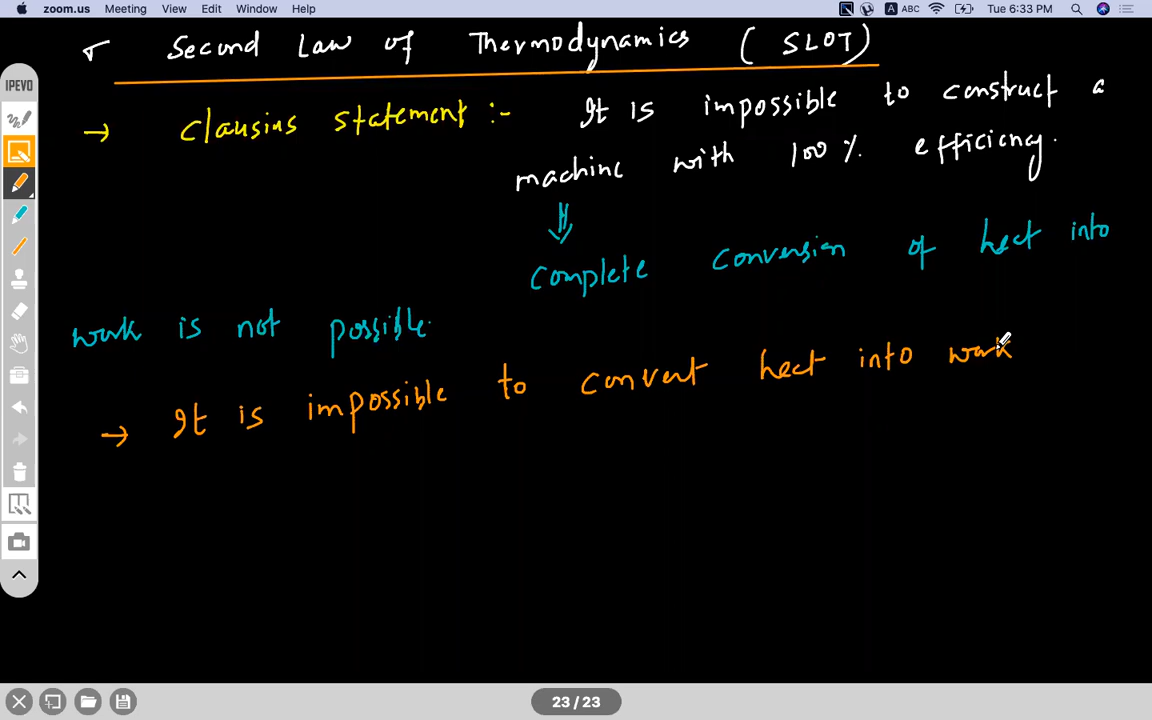 zoom.us Meeting View Edit Window Help A ABC Tue 6:33 PM
Second Law of Thermodynamics ( SLOT )
IPEVO
→ Clausius statement :- It is impossible to construct a
machine with 100 % efficiency.
Complete conversion of heat into
work is not possible.
→ It is impossible to convert heat into work
23 / 23